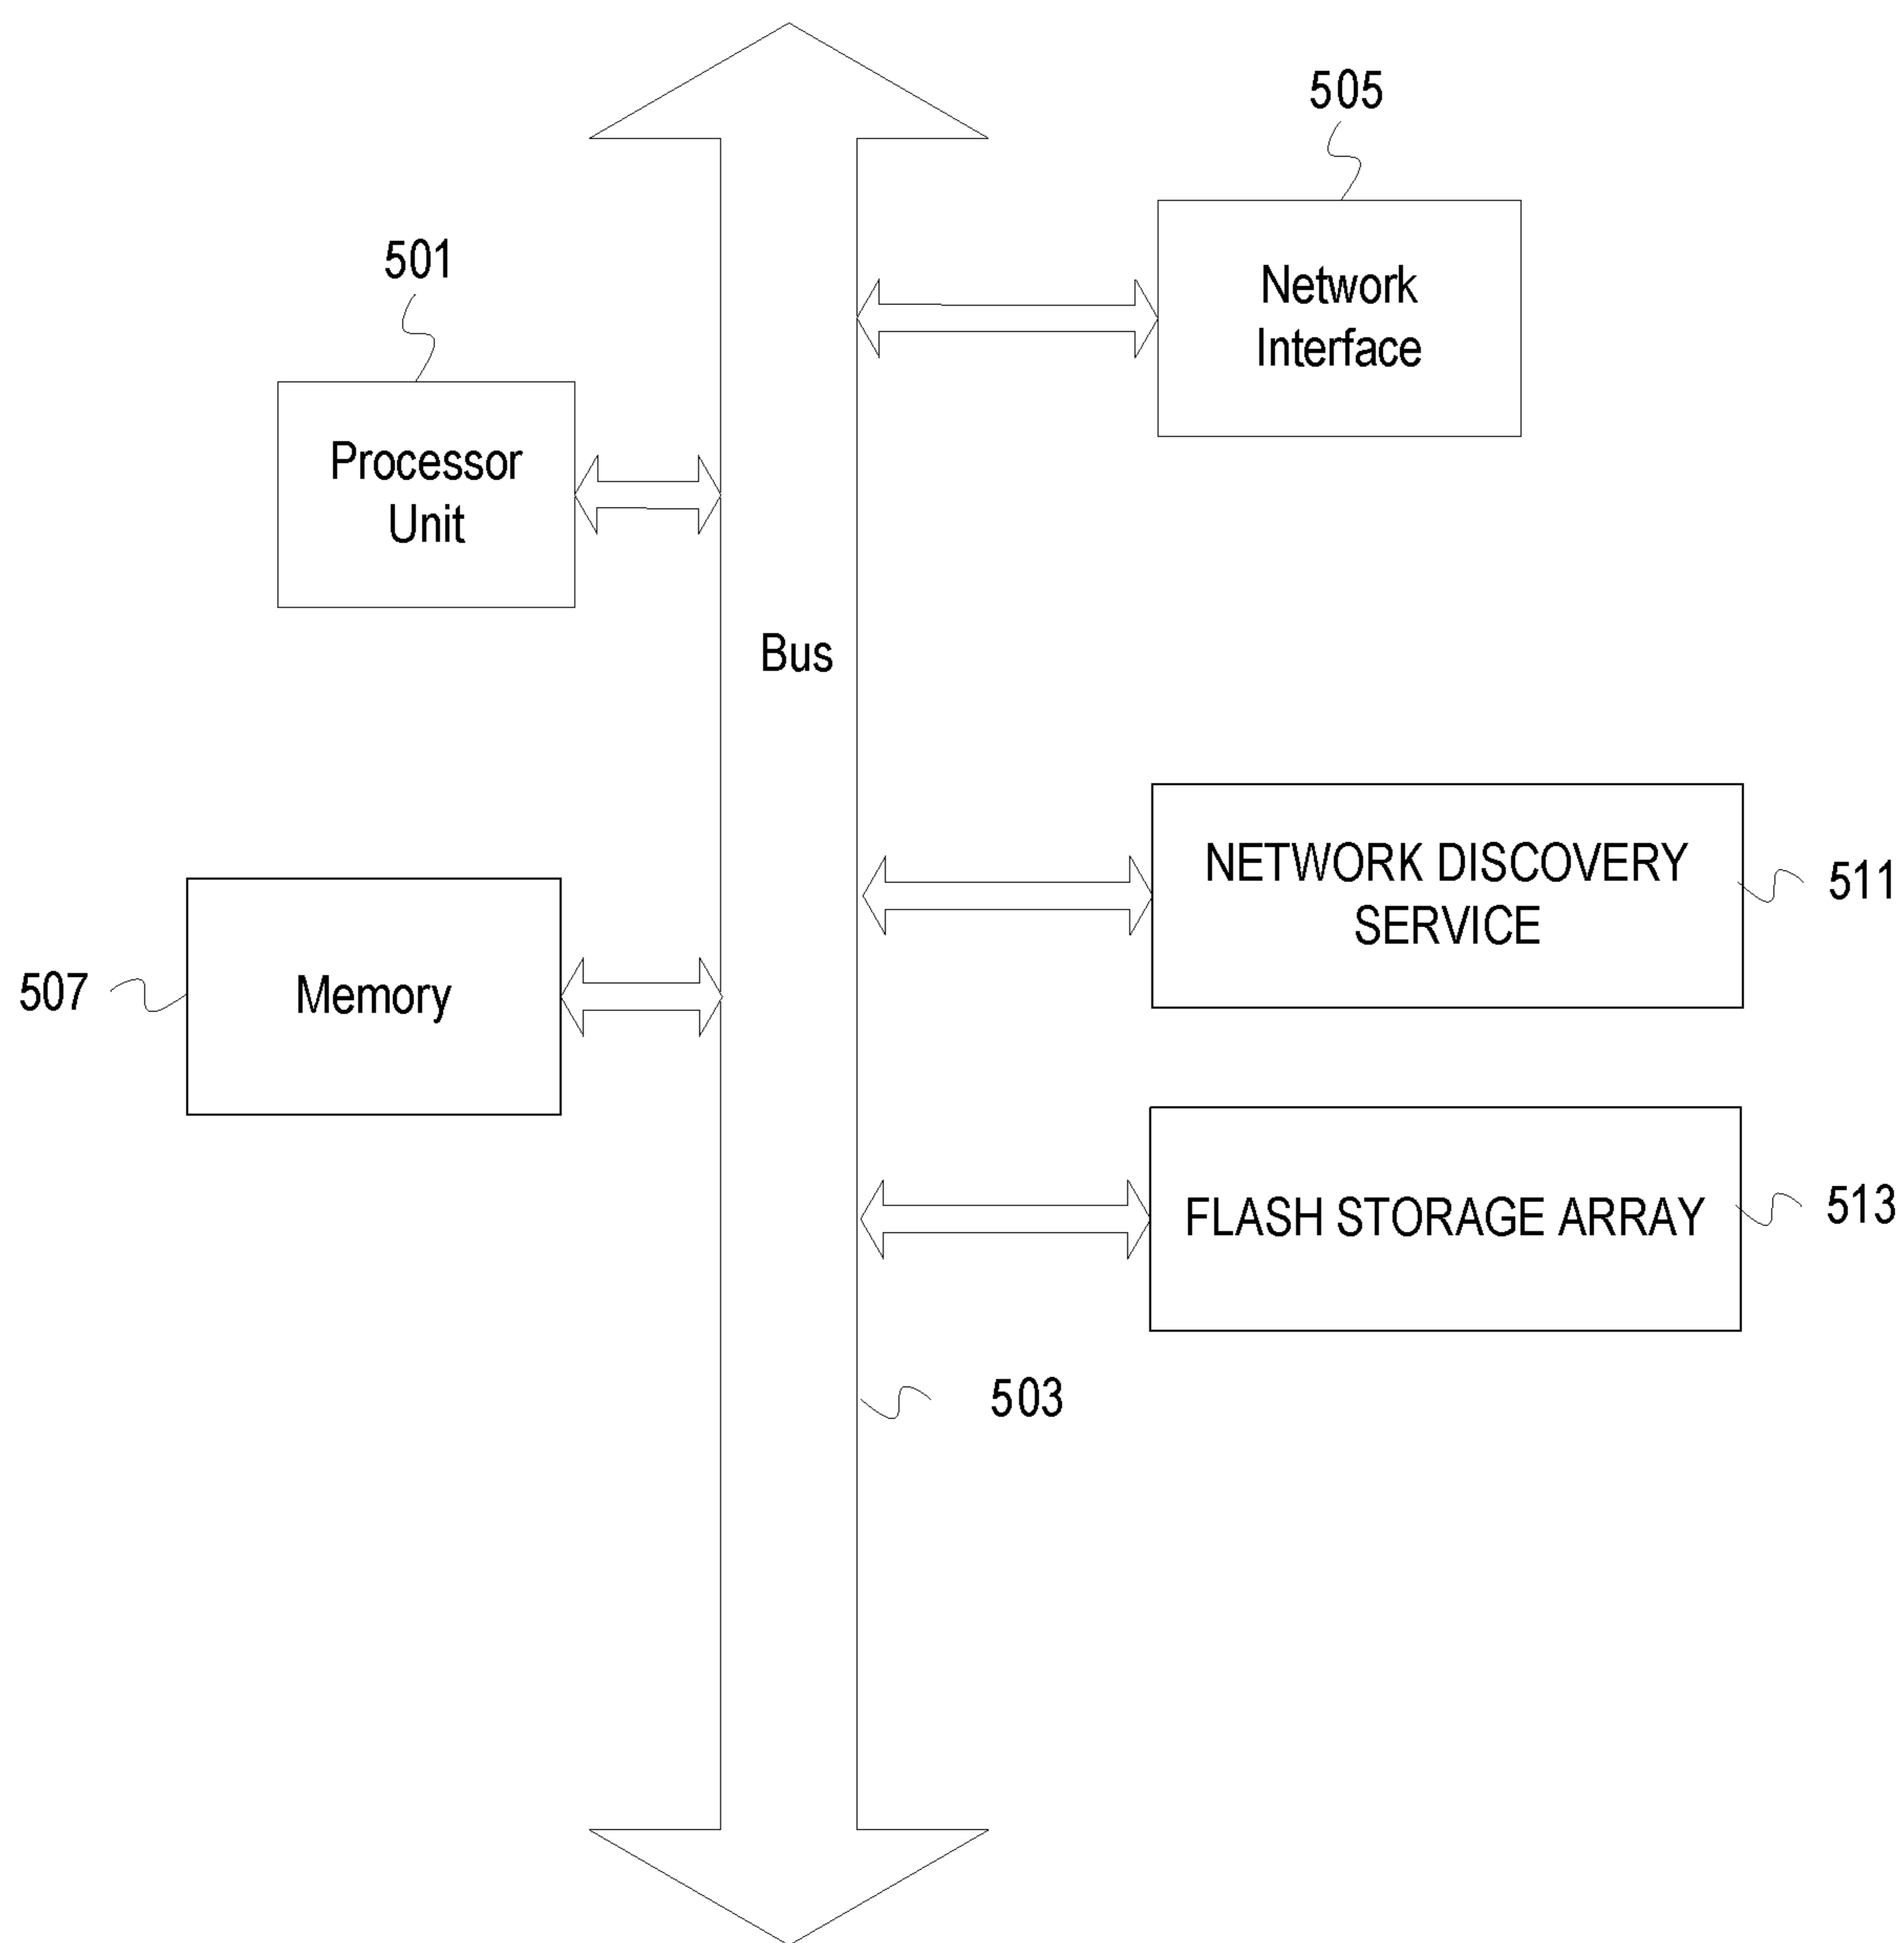 505
Network
Interface
501
Processor
Unit
Bus
NETWORK DISCOVERY
SERVICE
511
507
Memory
FLASH STORAGE ARRAY
513
503